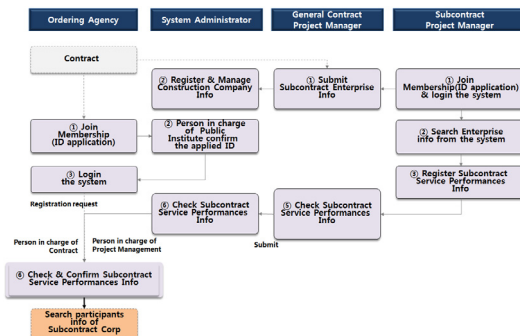 Ordering Agency
System Administrator
General Contract
Project Manager
Subcontract
Project Manager
Contract
② Register & Manage
Construction Company
Info
① Submit
Subcontract Enterprise
Info
① Join
Membership(ID application)
& login the system
① Join
Membership
(ID application)
② Person in charge
of Public
Institute confirm
the applied ID
② Search Enterprise
info from the system
③ Login
the system
③ Register Subcontract
Service Performances
Info
Registration request
⑥ Check Subcontract
Service Performances
Info
⑤ Check Subcontract
Service Performances
Info
Submit
Person in charge of
Contract
Person in charge of
Project Management
⑥ Check & Confirm Subcontract
Service Performances Info
Search participants
info of
Subcontract Corp